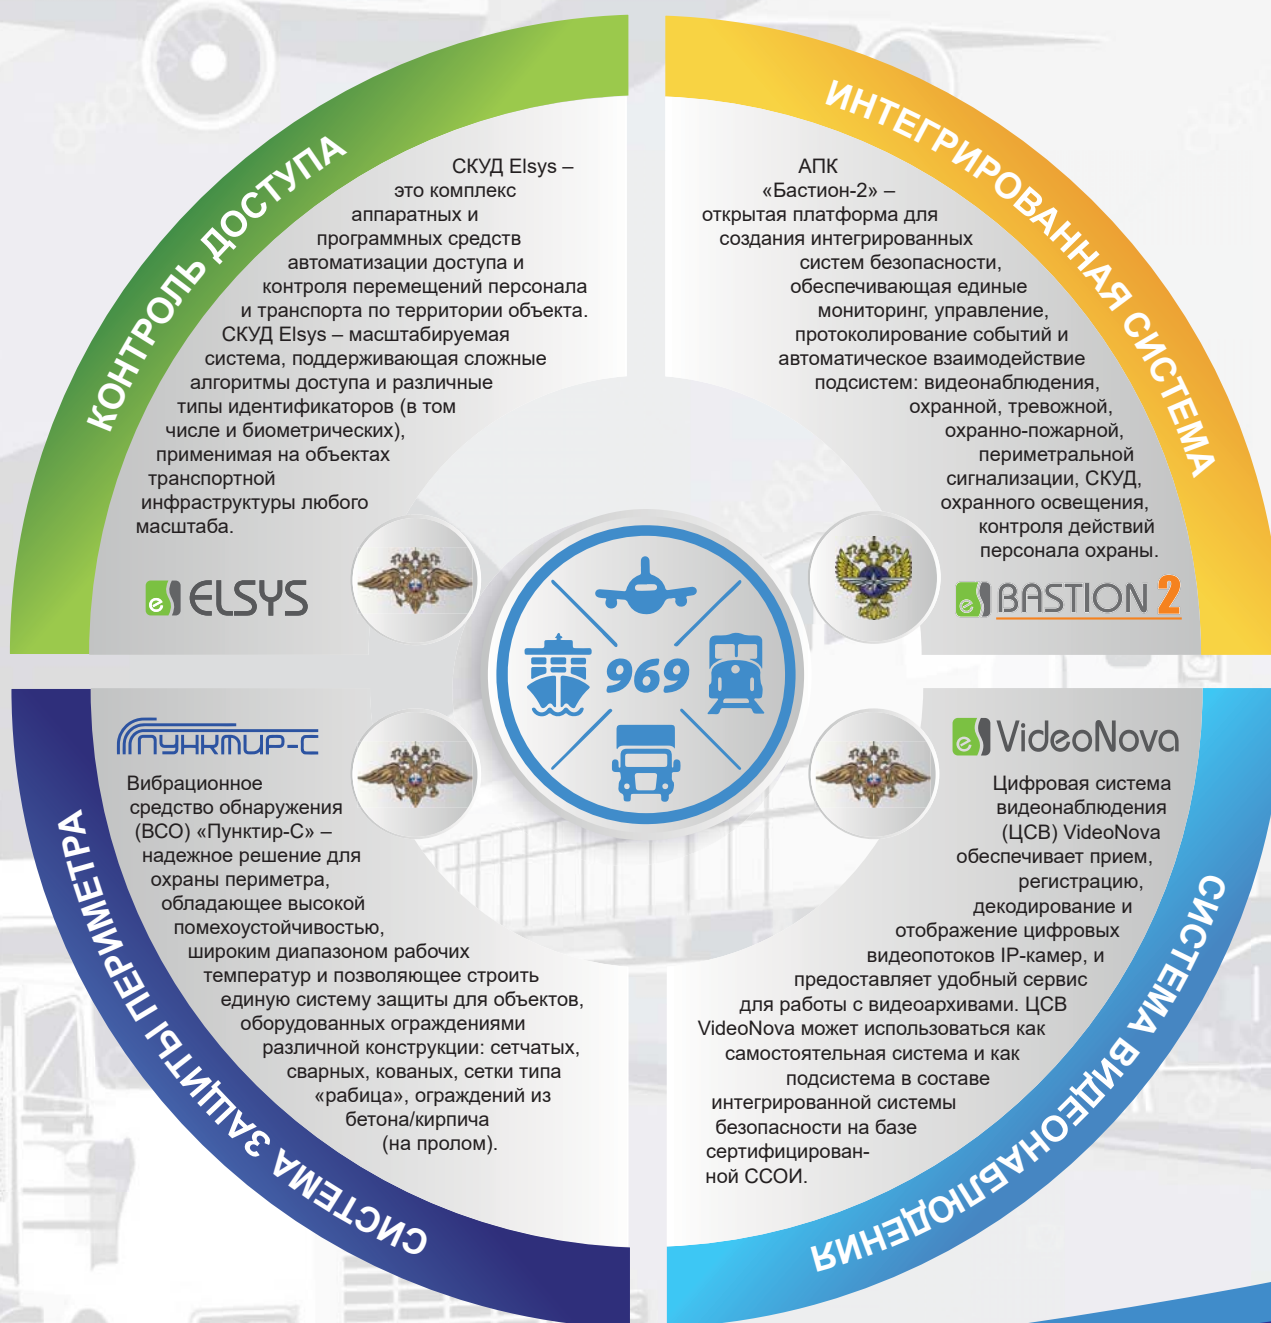 КОНТРОЛЬ ДОСТУПА
СКУД Elsys –
это комплекс
аппаратных и
программных средств
автоматизации доступа и
контроля перемещений персонала
и транспорта по территории объекта.
СКУД Elsys – масштабируемая
система, поддерживающая сложные
алгоритмы доступа и различные
типы идентификаторов (в том
числе и биометрических),
применимая на объектах
транспортной
инфраструктуры любого
масштаба.
eS ELSYS
ИНТЕГРИРОВАННАЯ СИСТЕМА
АПК
«Бастион-2» –
открытая платформа для
создания интегрированных
систем безопасности,
обеспечивающая единые
мониторинг, управление,
протоколирование событий и
автоматическое взаимодействие
подсистем: видеонаблюдения,
охранной, тревожной,
охранно-пожарной,
периметральной
сигнализации, СКУД,
охранного освещения,
контроля действий
персонала охраны.
eS BASTION 2
969
ПУНКТИР-С
Вибрационное
средство обнаружения
(ВСО) «Пунктир-С» –
надежное решение для
охраны периметра,
обладающее высокой
помехоустойчивостью,
широким диапазоном рабочих
температур и позволяющее строить
единую систему защиты для объектов,
оборудованных ограждениями
различной конструкции: сетчатых,
сварных, кованых, сетки типа
«рабица», ограждений из
бетона/кирпича
(на пролом).
СИСТЕМА ЗАЩИТЫ ПЕРИМЕТРА
eS VideoNova
Цифровая система
видеонаблюдения
(ЦСВ) VideoNova
обеспечивает прием,
регистрацию,
декодирование и
отображение цифровых
видеопотоков IP-камер, и
предоставляет удобный сервис
для работы с видеоархивами. ЦСВ
VideoNova может использоваться как
самостоятельная система и как
подсистема в составе
интегрированной системы
безопасности на базе
сертифицирован-
ной ССОИ.
СИСТЕМА ВИДЕОНАБЛЮДЕНИЯ